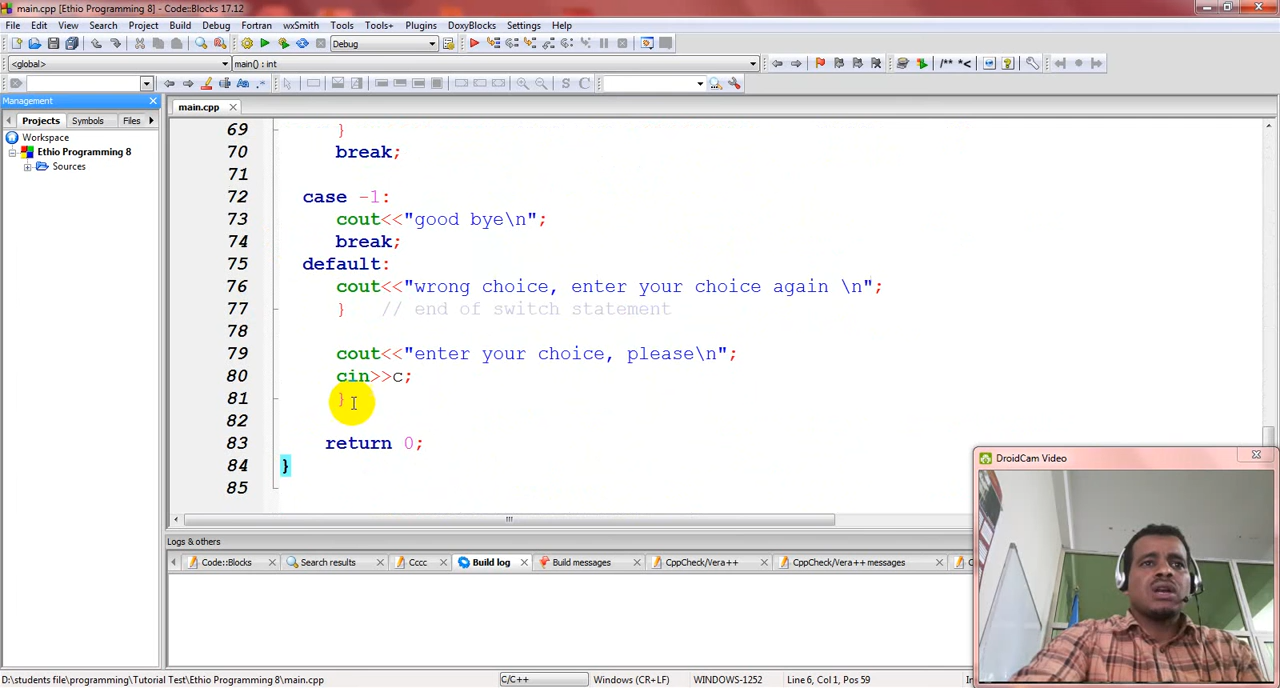 main.cpp [Ethio Programming 8] - Code::Blocks 17.12
File Edit View Search Project Build Debug Fortran wxSmith Tools Tools+ Plugins DoxyBlocks Settings Help
Debug
<global> main() : int
/** *<
S C
Management
main.cpp
Projects Symbols Files
Workspace
Ethio Programming 8
Sources
69 }
70 break;
71
72 case -1:
73 cout<<"good bye\n";
74 break;
75 default:
76 cout<<"wrong choice, enter your choice again \n";
77 } // end of switch statement
78
79 cout<<"enter your choice, please\n";
80 cin>>c;
81 }
82
83 return 0;
84 }
85
DroidCam Video
Logs & others
Code::Blocks Search results Cccc Build log Build messages CppCheck/Vera++ CppCheck/Vera++ messages
D:\students file\programming\Tutorial Test\Ethio Programming 8\main.cpp C/C++ Windows (CR+LF) WINDOWS-1252 Line 6, Col 1, Pos 59